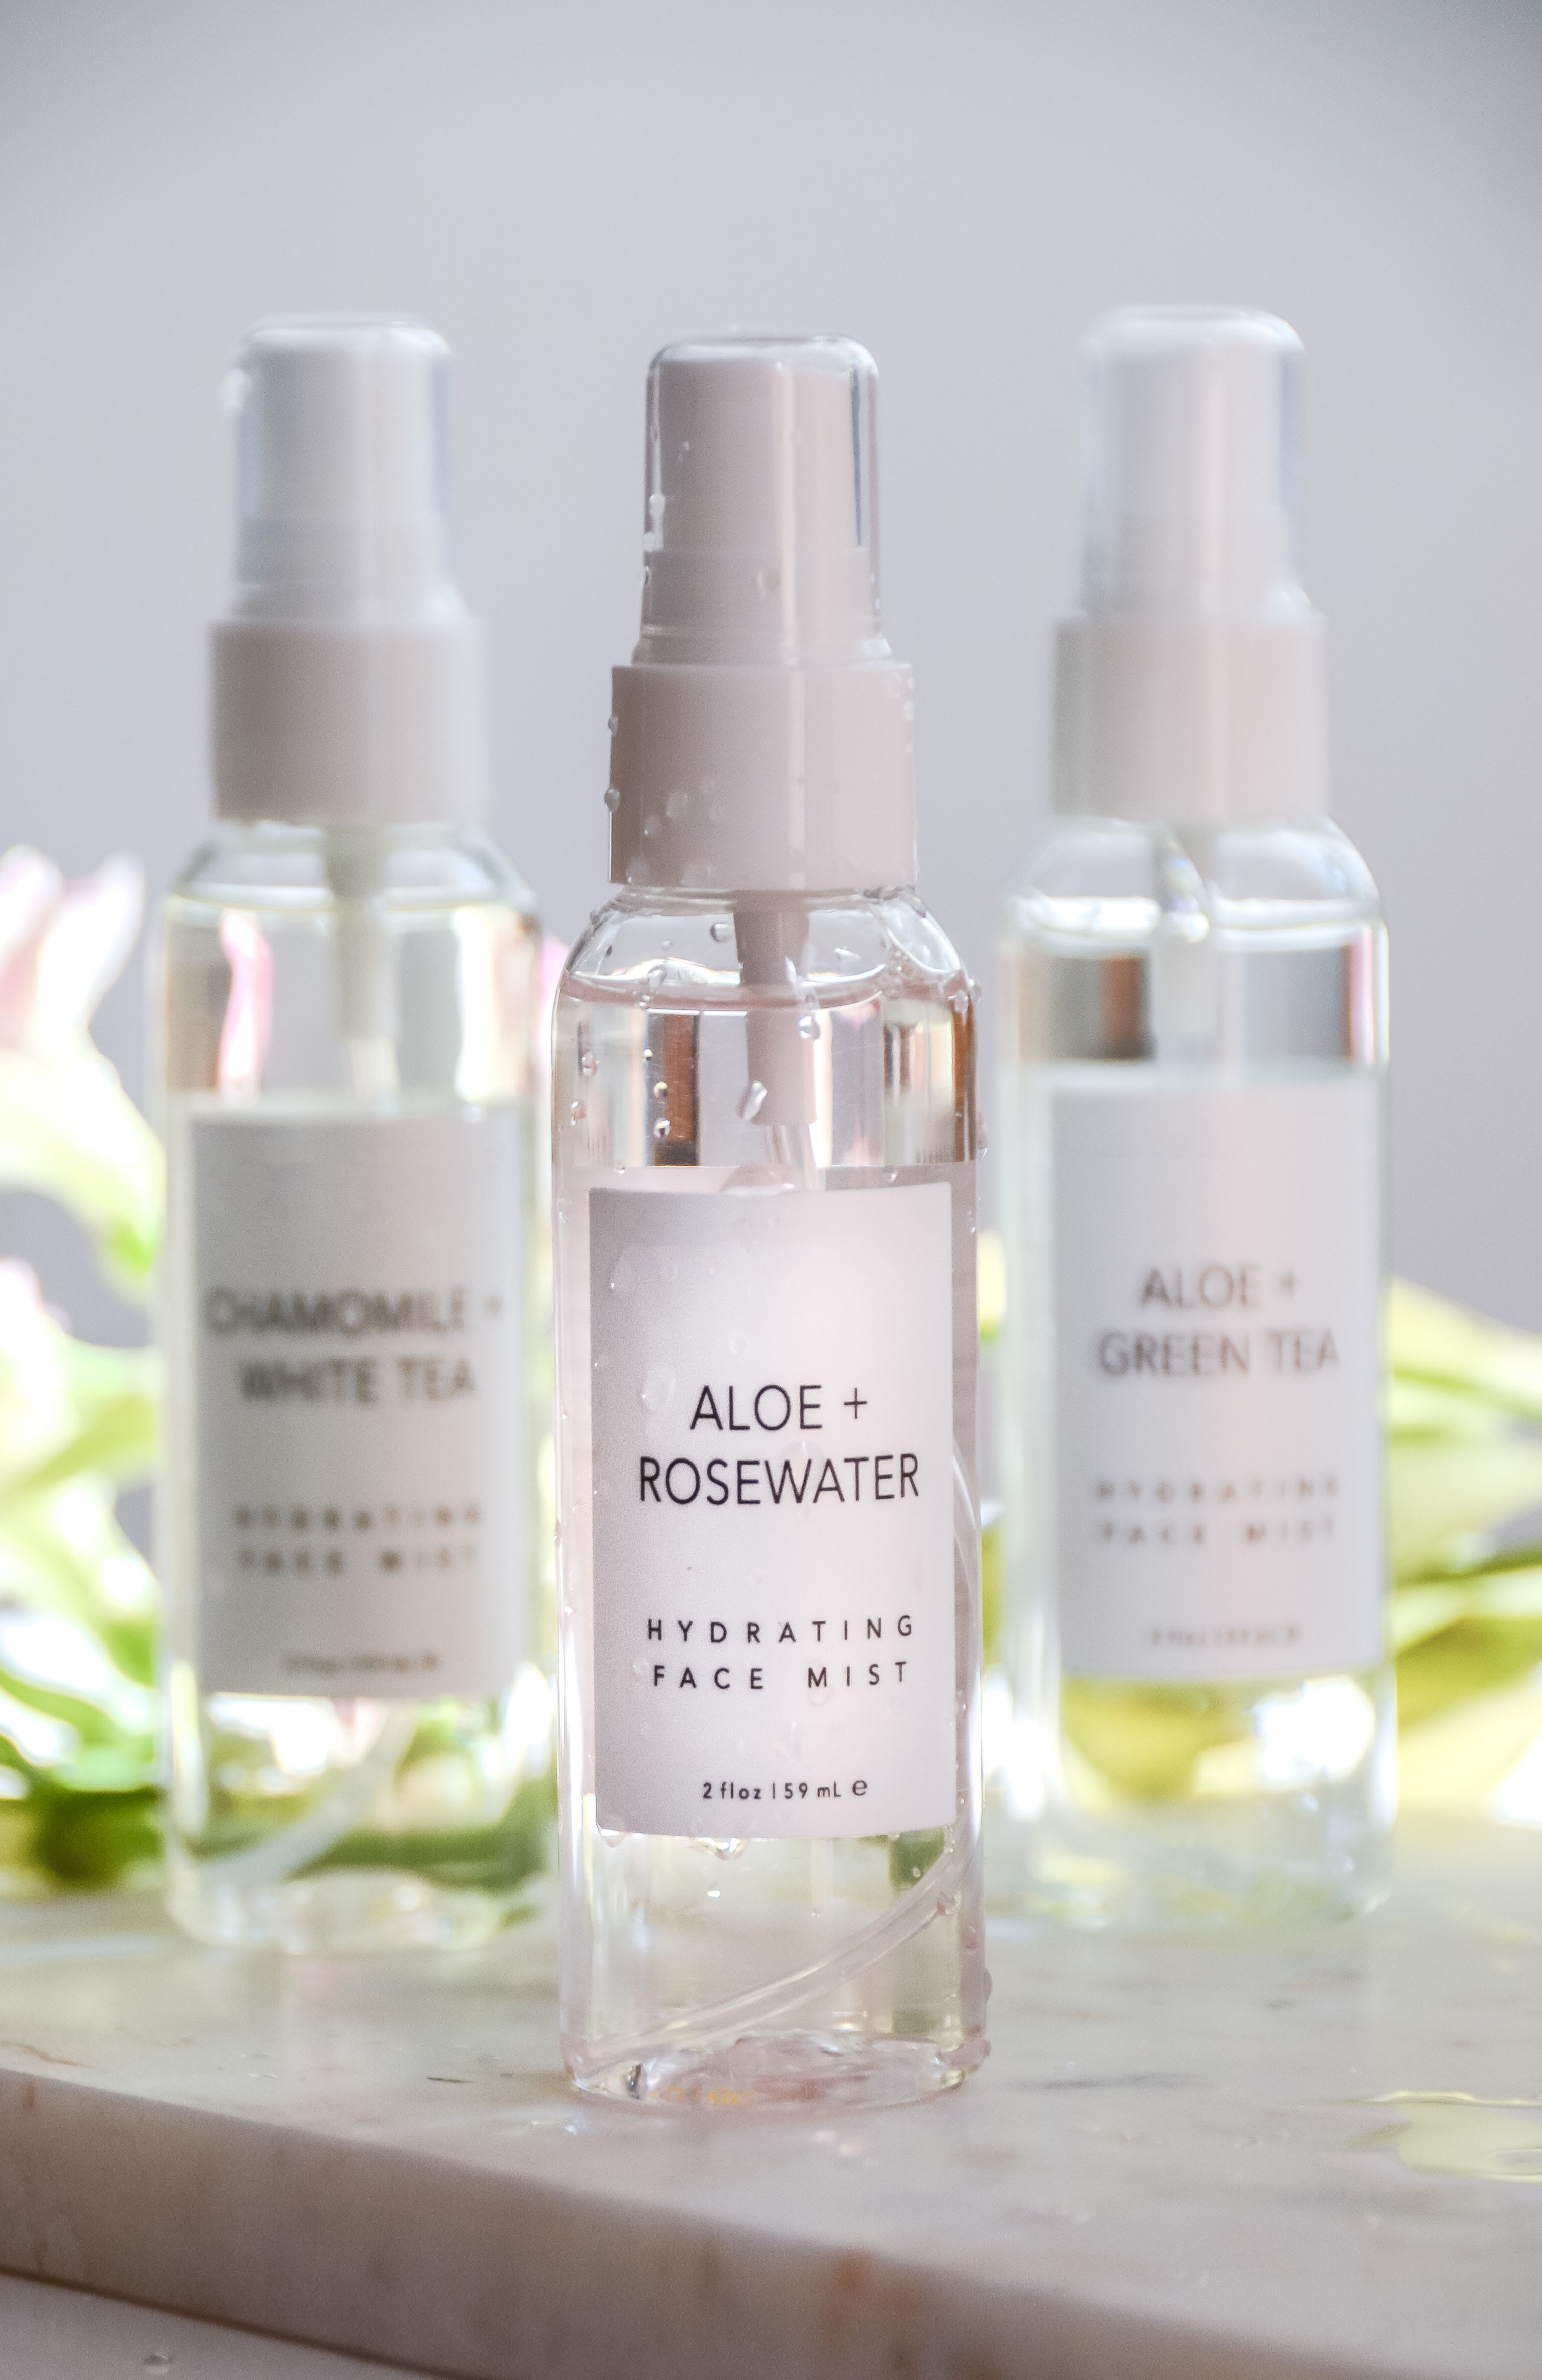 CHAMOMILE +
WHITE TEA
HYDRATING
FACE MIST
ALOE +
ROSEWATER
HYDRATING
FACE MIST
2 fl oz | 59 mL ℮
ALOE +
GREEN TEA
HYDRATING
FACE MIST